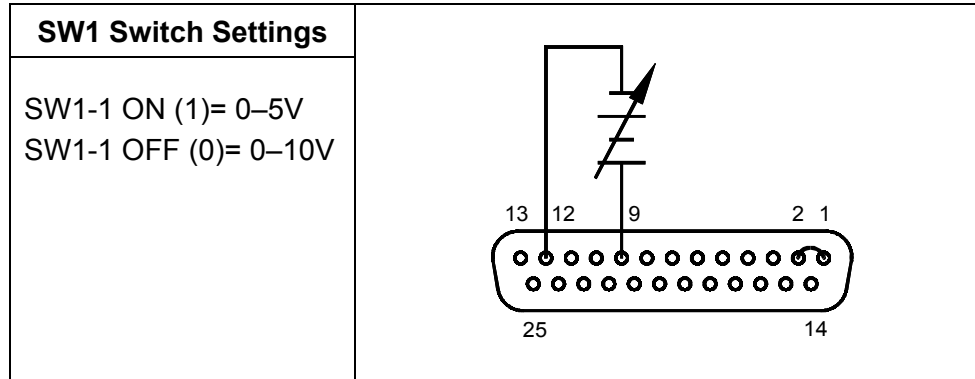 SW1 Switch Settings
SW1-1 ON (1)= 0–5V
SW1-1 OFF (0)= 0–10V
13 12 9 2 1
25 14